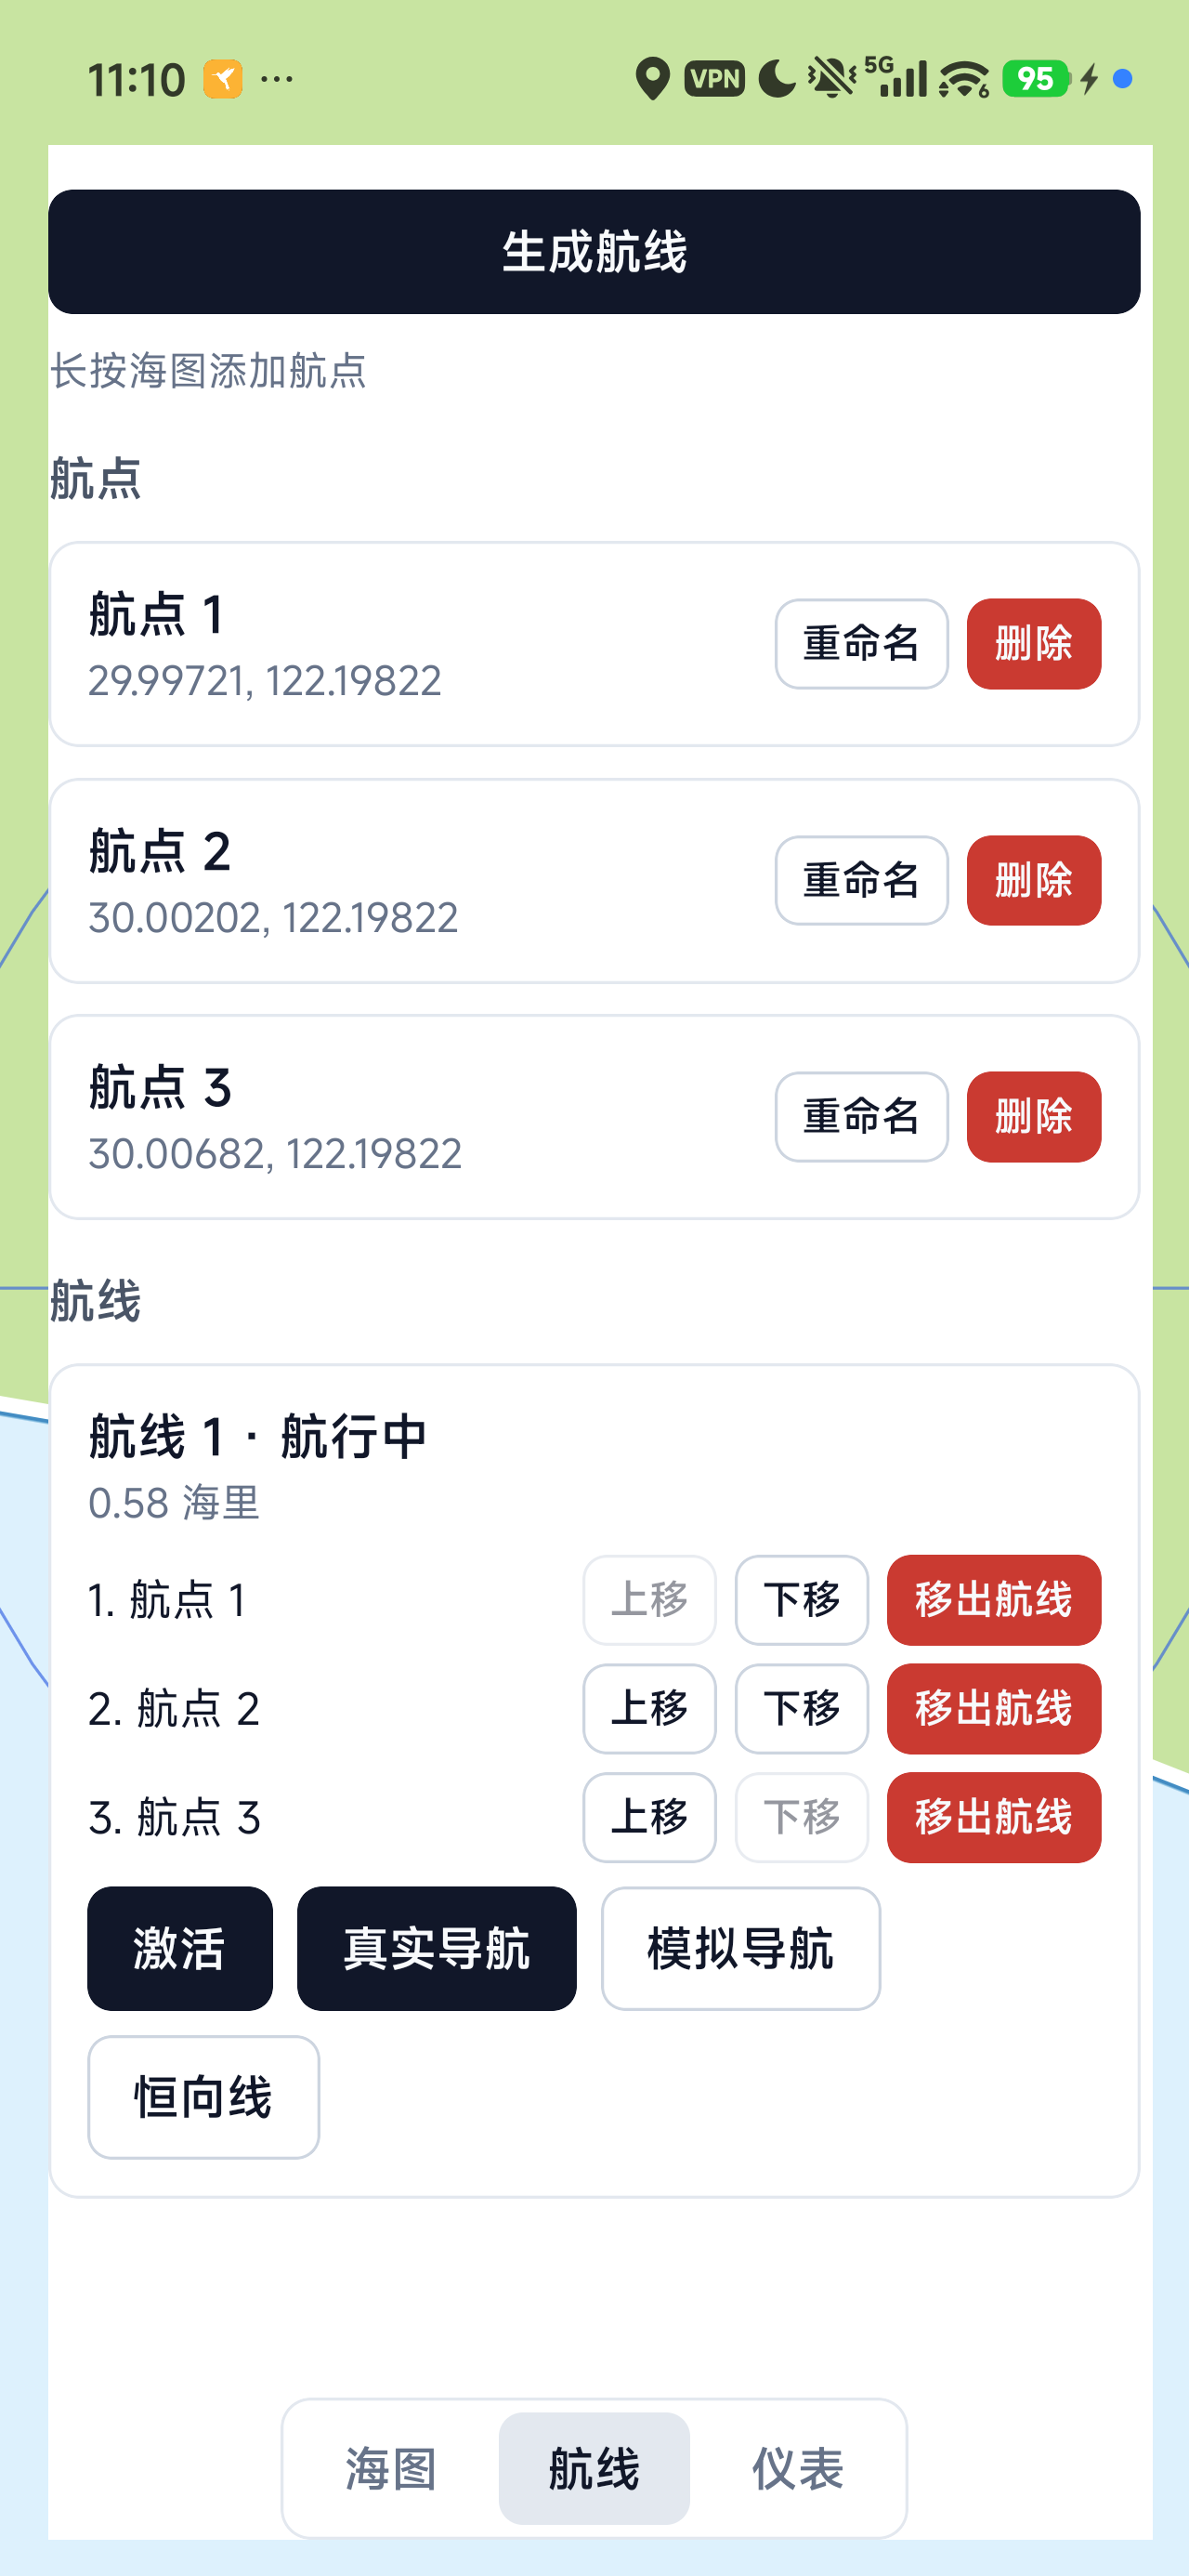 11:10 ... VPN 5G 6 95
生成航线
长按海图添加航点
航点
航点 1
29.99721, 122.19822
重命名 删除
航点 2
30.00202, 122.19822
重命名 删除
航点 3
30.00682, 122.19822
重命名 删除
航线
航线 1 · 航行中
0.58 海里
1. 航点 1 上移 下移 移出航线
2. 航点 2 上移 下移 移出航线
3. 航点 3 上移 下移 移出航线
激活 真实导航 模拟导航
恒向线
海图 航线 仪表